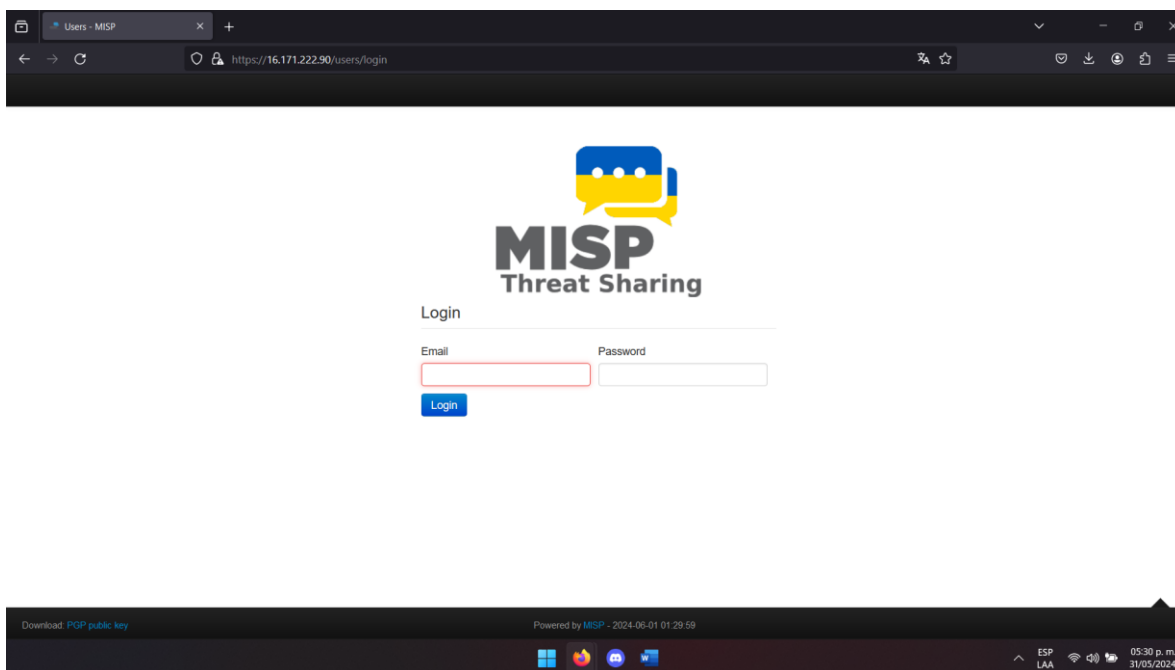 Users - MISP
https://16.171.222.90/users/login
MISP
Threat Sharing
Login
Email Password
Login
Download: PGP public key Powered by MISP - 2024-06-01 01:29:59
ESP 05:30 p. m.
LAA 31/05/2024